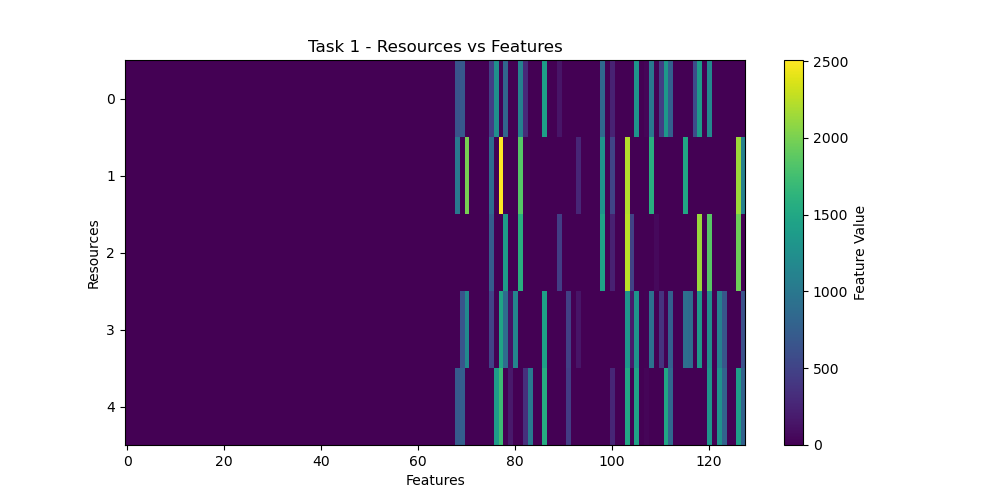 Task 1 - Resources vs Features
Resources
0
1
2
3
4
0 20 40 60 80 100 120
Features
2500
2000
1500
1000
500
0
Feature Value